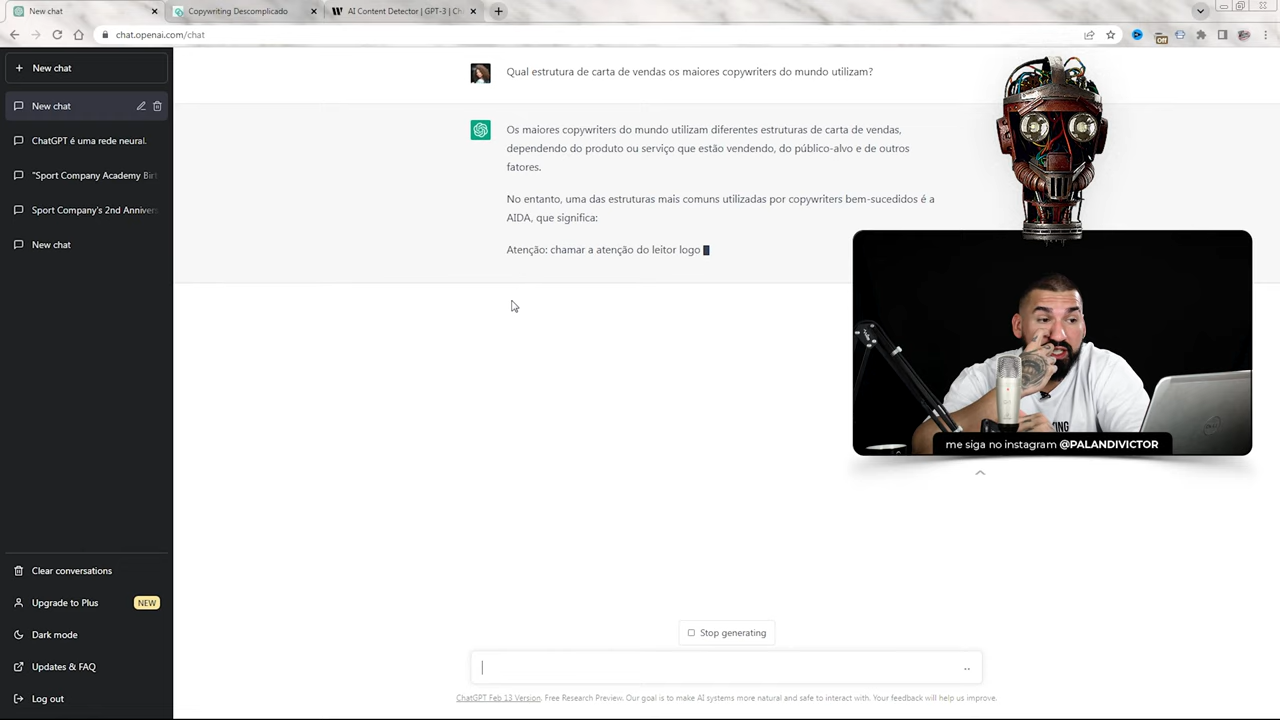 New chat
Copywriting Descomplicado
AI Content Detector | GPT-3 | Ch
chat.openai.com/chat
Off
New chat
New chat
ChatGPT é uma rede neural.
"Sport Company Academy Birt
Sport Company's 2nd Annivers
New chat
Clear conversations
Upgrade to Plus
NEW
Dark mode
Updates & FAQ
Log out
Qual estrutura de carta de vendas os maiores copywriters do mundo utilizam?
Os maiores copywriters do mundo utilizam diferentes estruturas de carta de vendas,
dependendo do produto ou serviço que estão vendendo, do público-alvo e de outros
fatores.
No entanto, uma das estruturas mais comuns utilizadas por copywriters bem-sucedidos é a
AIDA, que significa:
Atenção: chamar a atenção do leitor logo
me siga no instagram @PALANDIVICTOR
Stop generating
ChatGPT Feb 13 Version. Free Research Preview. Our goal is to make AI systems more natural and safe to interact with. Your feedback will help us improve.